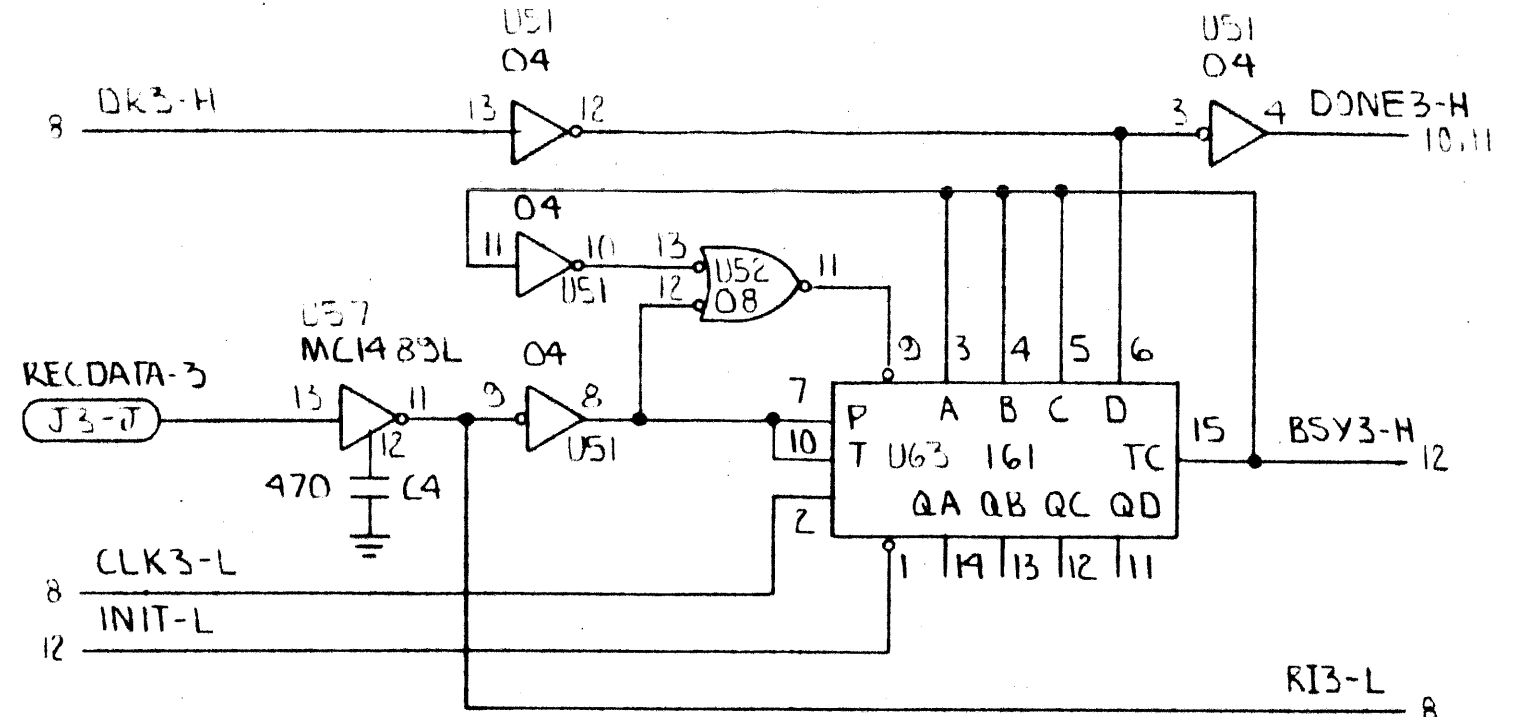 U51
04
U51
04
8
DK3-H
13
12
3
4
DONE3-H
10,11
04
11
10
U51
13
12
U52
08
11
U57
MC1489L
RECDATA-3
J3-J
13
11
12
470
C4
04
9
8
U51
9
3
4
5
6
7
10
2
P
A
B
C
D
T
U63
161
TC
QA
QB
QC
QD
15
BSY3-H
12
1
14
13
12
11
CLK3-L
8
INIT-L
12
RI3-L
8